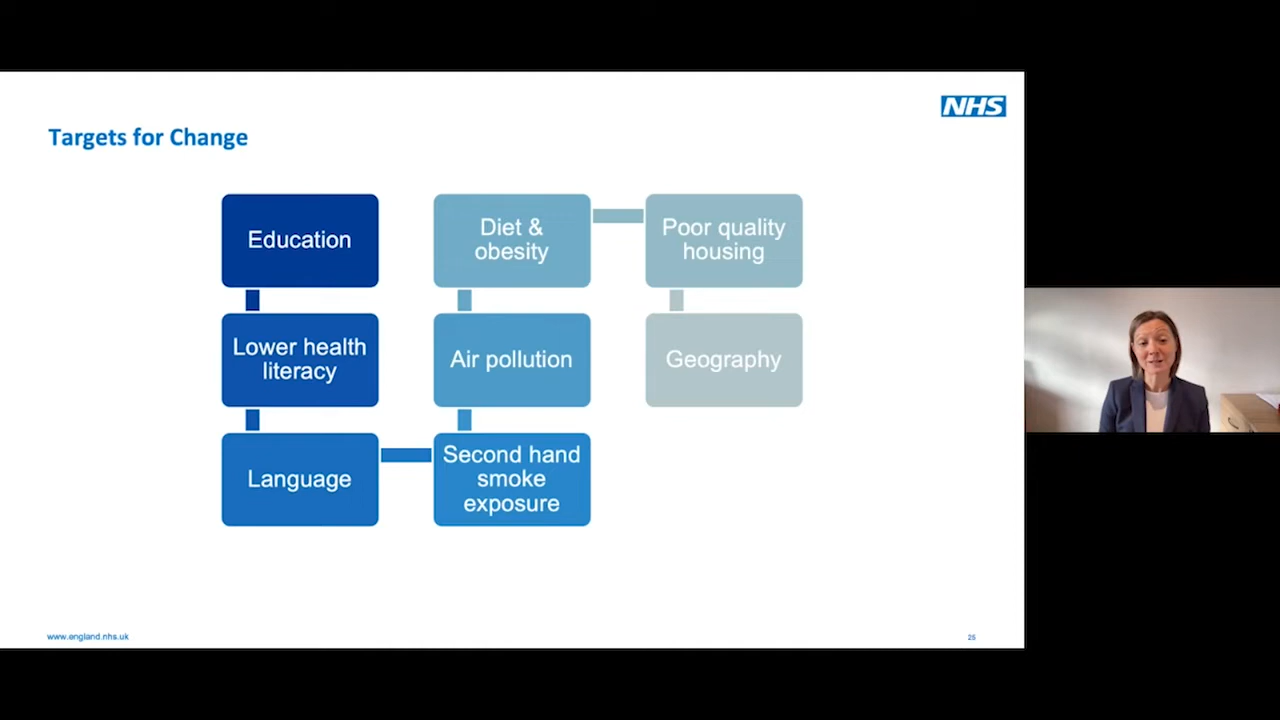 NHS
Targets for Change
Education
Lower health
literacy
Language
Second hand
smoke
exposure
Air pollution
Diet &
obesity
Poor quality
housing
Geography
www.england.nhs.uk
25